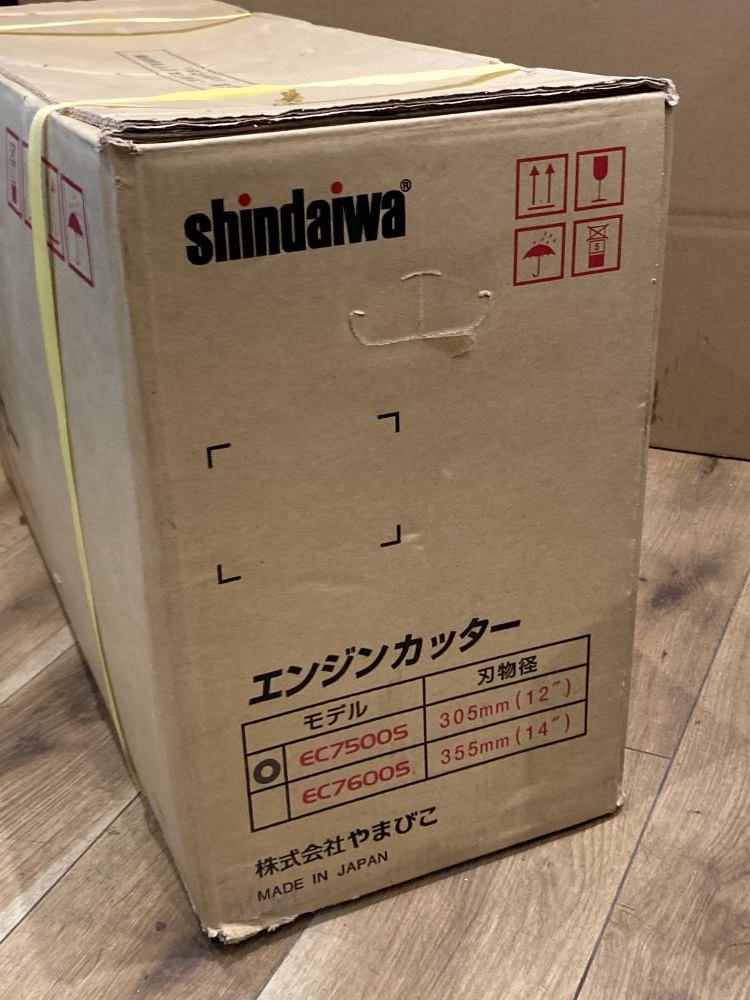 shindaiwa®
エンジンカッター
モデル 刃物径
EC7500S 305mm(12″)
EC7600S 355mm(14″)
株式会社やまびこ
MADE IN JAPAN